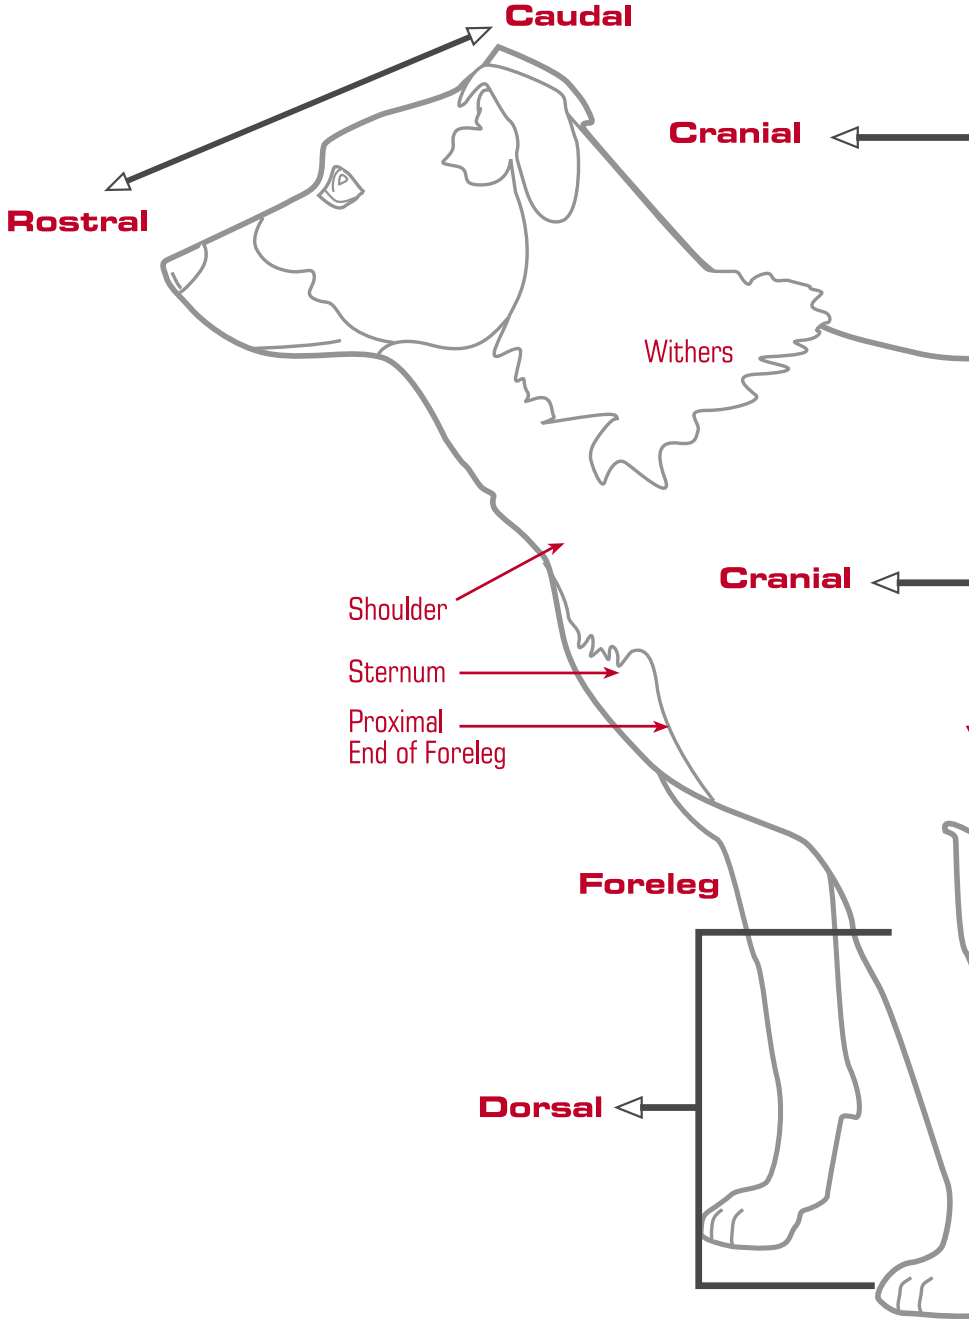 Caudal
Cranial
Rostral
Withers
Cranial
Shoulder
Sternum
Proximal
End of Foreleg
Foreleg
Dorsal